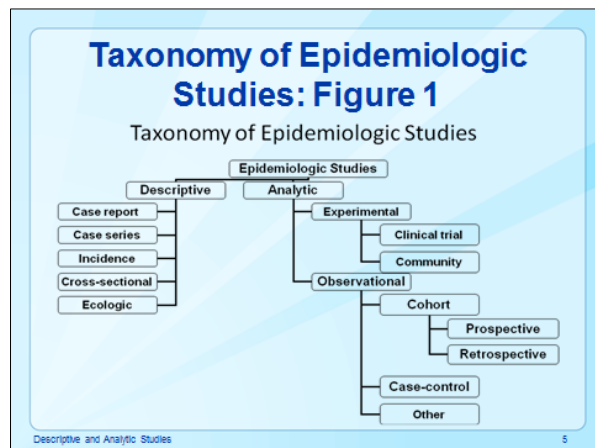 Taxonomy of Epidemiologic
Studies: Figure 1
Taxonomy of Epidemiologic Studies
Epidemiologic Studies
Descriptive
Analytic
Case report
Case series
Incidence
Cross-sectional
Ecologic
Experimental
Clinical trial
Community
Observational
Cohort
Prospective
Retrospective
Case-control
Other
Descriptive and Analytic Studies
5